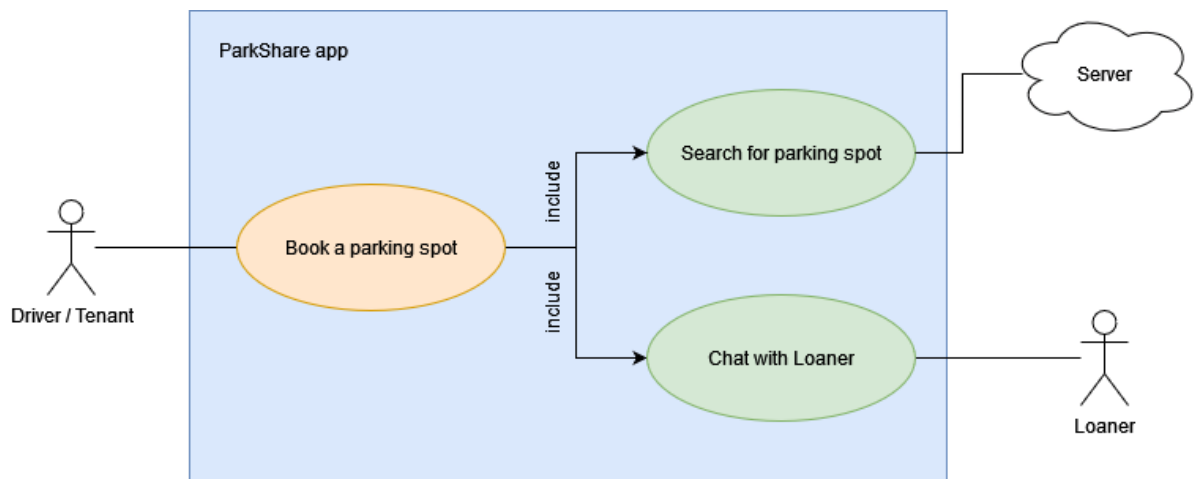 ParkShare app
Server
Search for parking spot
include
Book a parking spot
Driver / Tenant
include
Chat with Loaner
Loaner